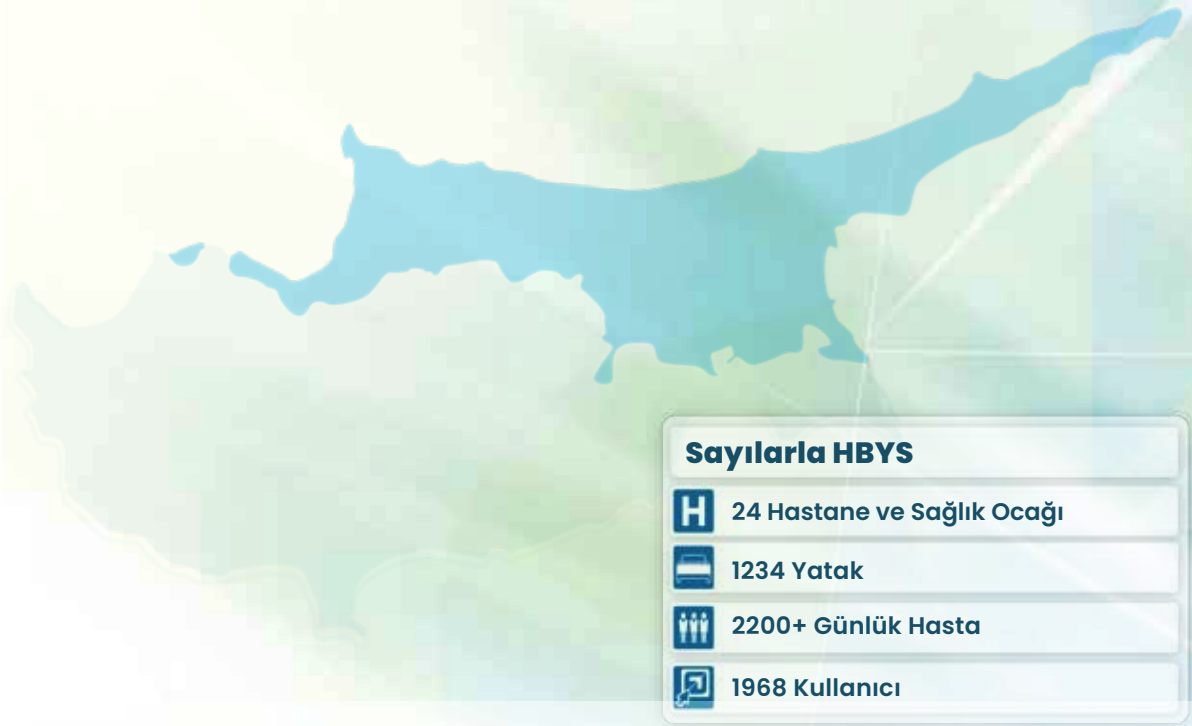 Sayılarla HBYS
H
24 Hastane ve Sağlık Ocağı
1234 Yatak
2200+ Günlük Hasta
1968 Kullanıcı